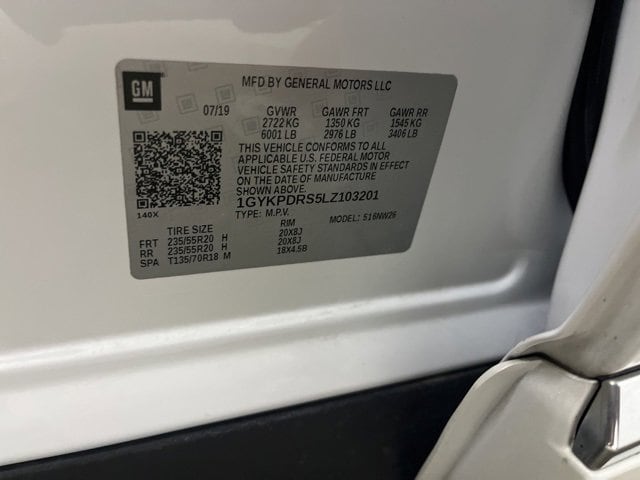 GM
MFD BY GENERAL MOTORS LLC
07/19 GVWR GAWR FRT GAWR RR
2722 KG 1350 KG 1545 KG
6001 LB 2976 LB 3406 LB
THIS VEHICLE CONFORMS TO ALL
APPLICABLE U.S. FEDERAL MOTOR
VEHICLE SAFETY STANDARDS IN EFFECT
ON THE DATE OF MANUFACTURE
SHOWN ABOVE.
1GYKPDRS5LZ103201
140X TYPE: M.P.V. MODEL: 516NW26
TIRE SIZE RIM
FRT 235/55R20 H 20X8J
RR 235/55R20 H 20X8J
SPA T135/70R18 M 18X4.5B